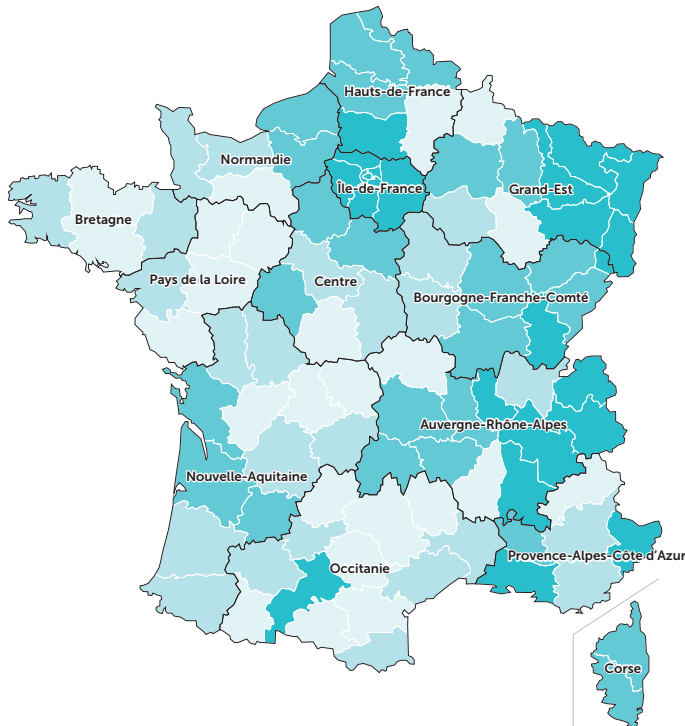 Hauts-de-France
Normandie
Île-de-France
Grand-Est
Bretagne
Pays de la Loire
Centre
Bourgogne-Franche-Comté
Auvergne-Rhône-Alpes
Nouvelle-Aquitaine
Provence-Alpes-Côte d'Azur
Occitanie
Corse